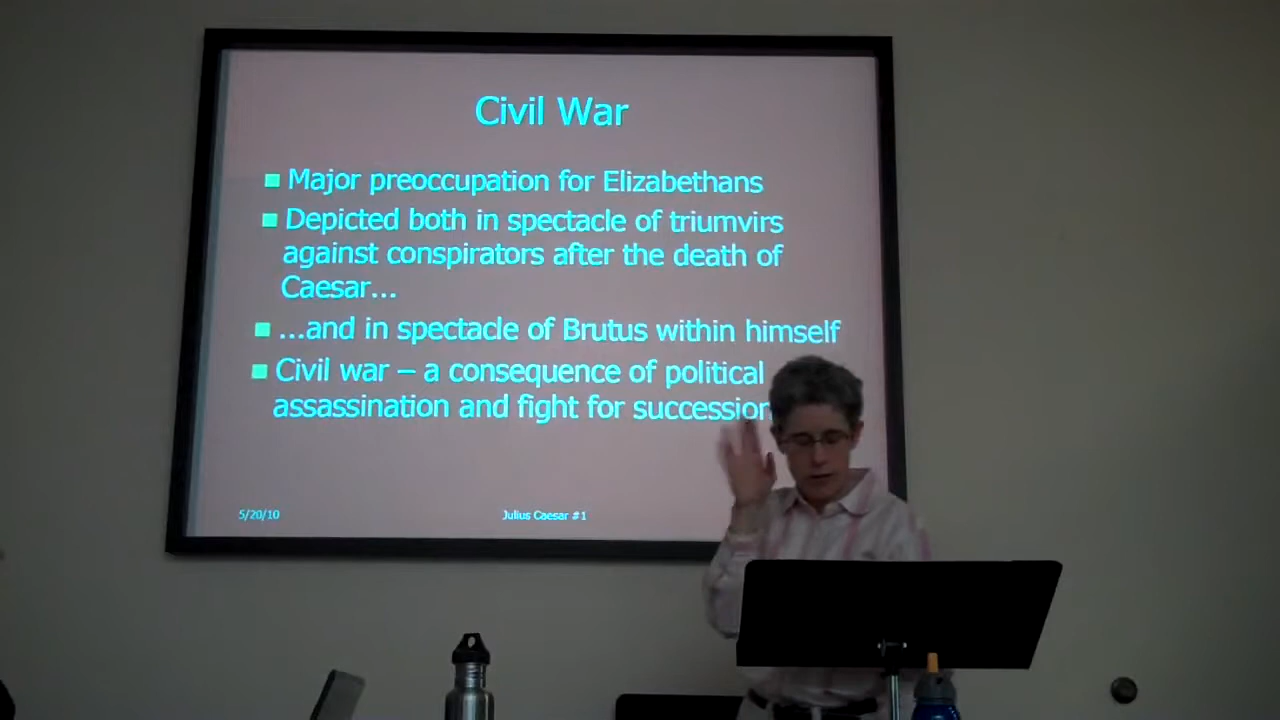 Civil War
Major preoccupation for Elizabethans
Depicted both in spectacle of triumvirs
against conspirators after the death of
Caesar...
...and in spectacle of Brutus within himself
Civil war – a consequence of political
assassination and fight for succession
5/20/10
Julius Caesar #1